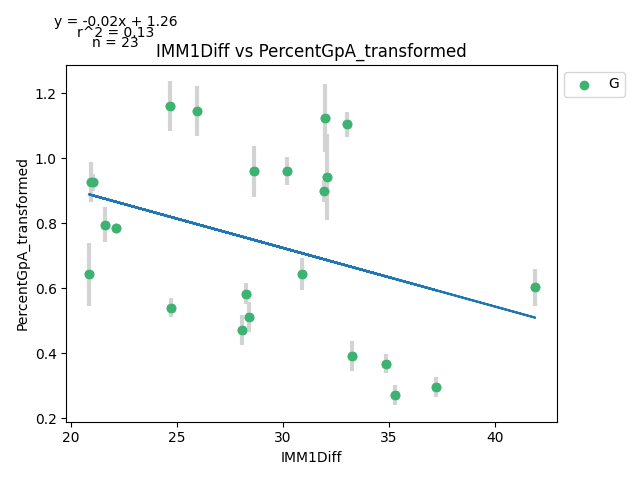 y = -0.02x + 1.26
r^2 = 0.13
n = 23
IMM1Diff vs PercentGpA_transformed
G
1.2
1.0
0.8
0.6
0.4
0.2
PercentGpA_transformed
20 25 30 35 40
IMM1Diff